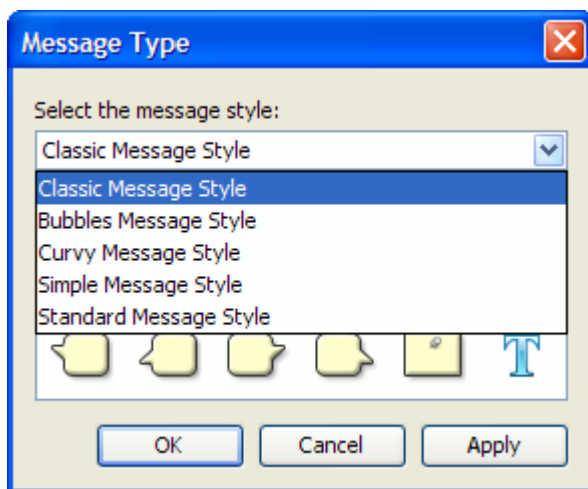 Message Type
Select the message style:
Classic Message Style
Classic Message Style
Bubbles Message Style
Curvy Message Style
Simple Message Style
Standard Message Style
T
OK Cancel Apply